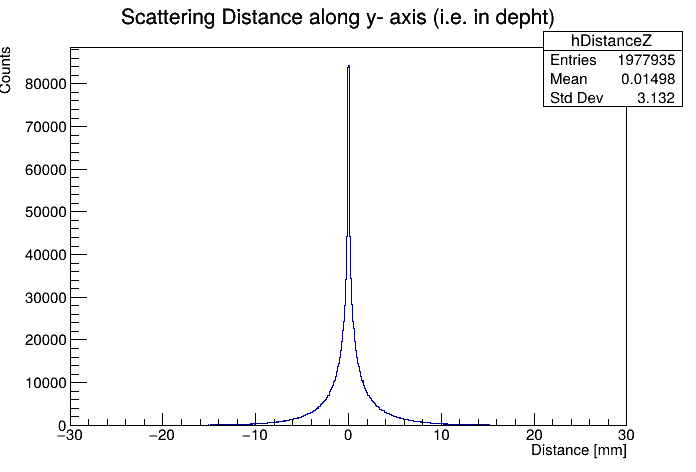 Scattering Distance along y- axis (i.e. in depht)
hDistanceZ
Entries 1977935
Mean 0.01498
Std Dev 3.132
Counts
80000
70000
60000
50000
40000
30000
20000
10000
0
−30 −20 −10 0 10 20 30
Distance [mm]